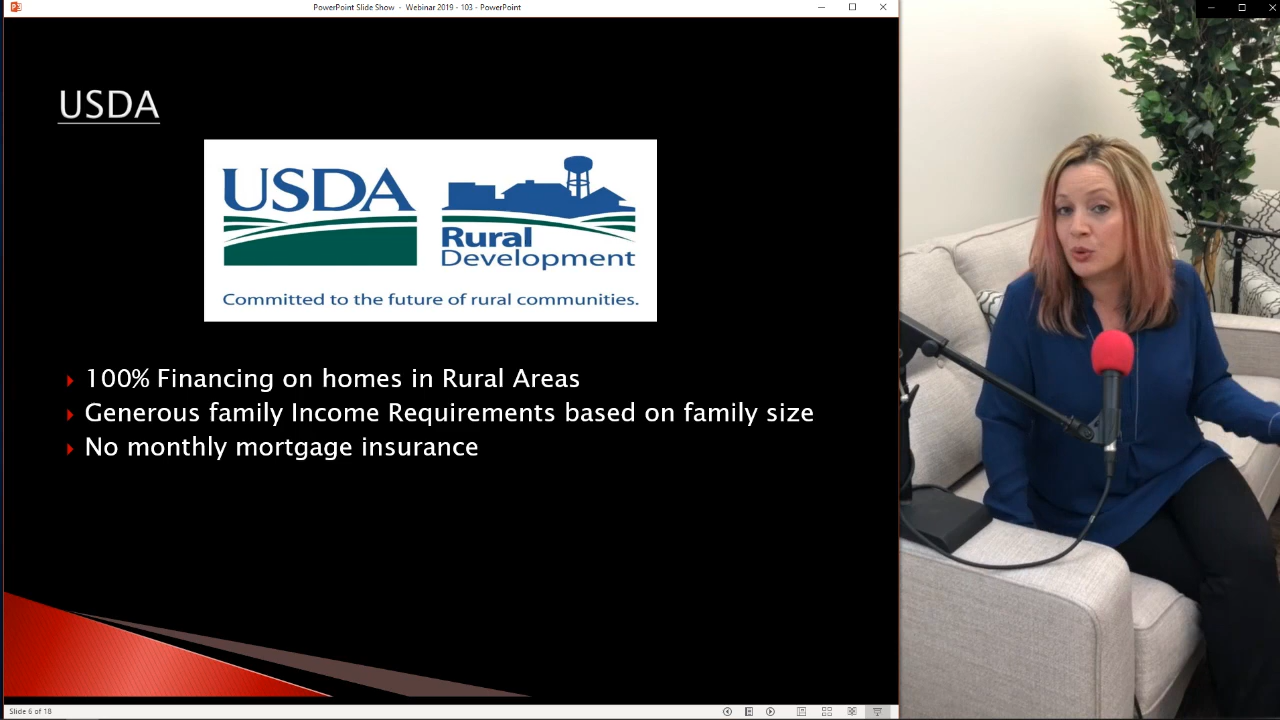 PowerPoint Slide Show - Webinar 2019 - 103 - PowerPoint
USDA
USDA
Rural
Development
Committed to the future of rural communities.
100% Financing on homes in Rural Areas
Generous family Income Requirements based on family size
No monthly mortgage insurance
Slide 6 of 18